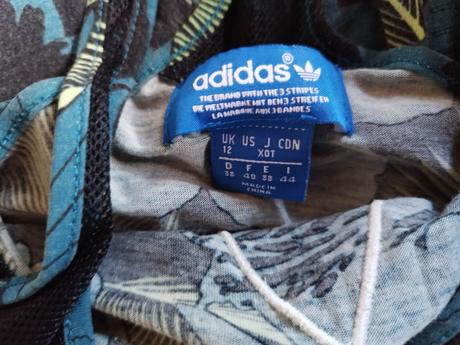 adidas®
THE BRAND WITH THE 3 STRIPES
DIE WELTMARKE MIT DEN 3 STREIFEN
LA MARQUE AUX 3 BANDES
UK US J CDN
12 XOT
D F E I
38 40 38 44
MADE IN
CHINA